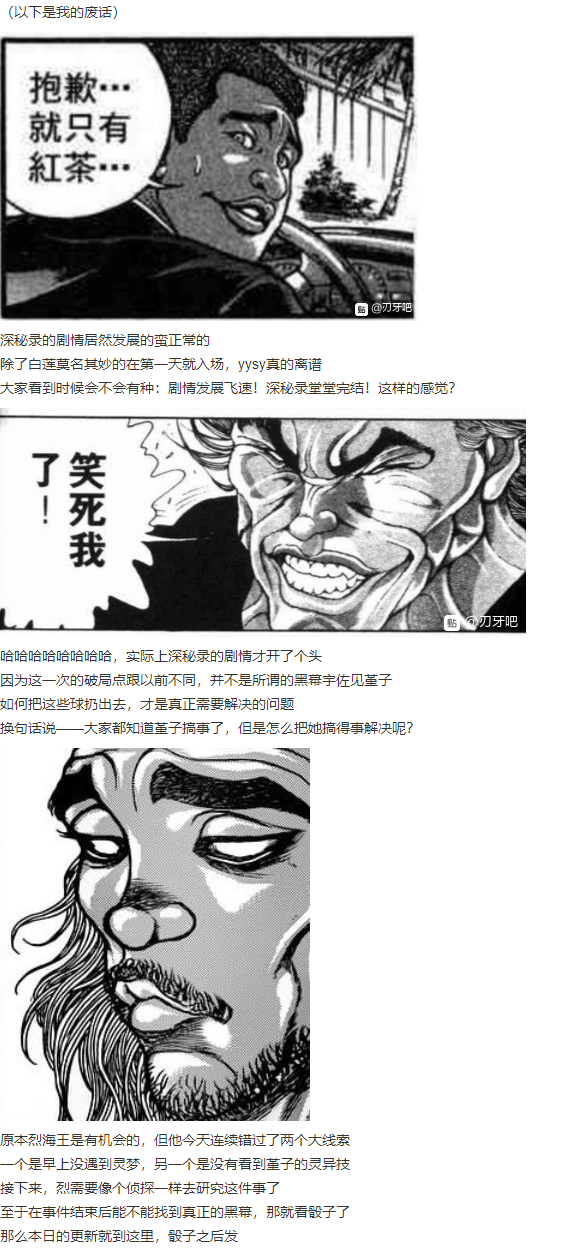 （以下是我的废话）
抱歉…
就只有
紅茶…
贴 @刃牙吧
深秘录的剧情居然发展的蛮正常的
除了白莲莫名其妙的在第一天就入场，yysy真的离谱
大家看到时候会不会有种：剧情发展飞速！深秘录堂堂完结！这样的感觉?
笑死我
了！
贴 @刃牙吧
哈哈哈哈哈哈哈哈，实际上深秘录的剧情才开了个头
因为这一次的破局点跟以前不同，并不是所谓的黑幕宇佐见堇子
如何把这些球扔出去，才是真正需要解决的问题
换句话说——大家都知道堇子搞事了，但是怎么把她搞得事解决呢?
原本烈海王是有机会的，但他今天连续错过了两个大线索
一个是早上没遇到灵梦，另一个是没有看到堇子的灵异技
接下来，烈需要像个侦探一样去研究这件事了
至于在事件结束后能不能找到真正的黑幕，那就看骰子了
那么本日的更新就到这里，骰子之后发